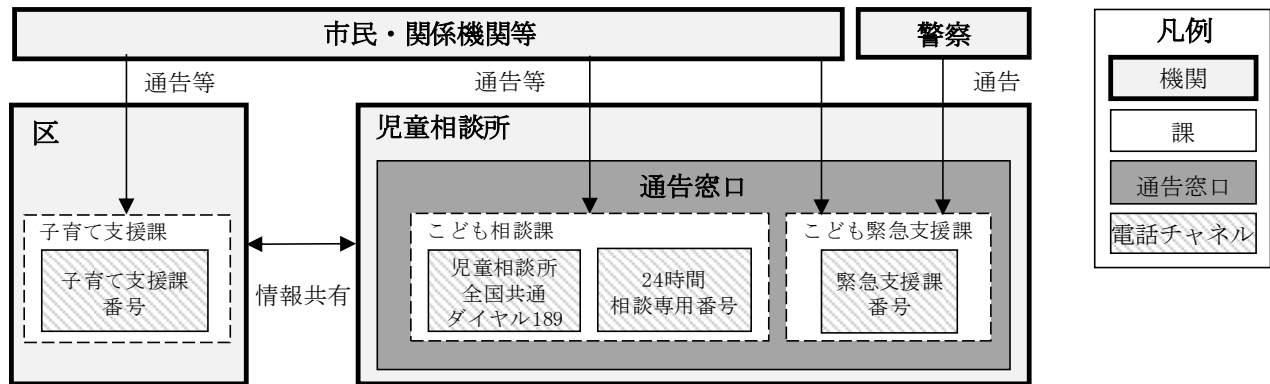 市民・関係機関等
警察
通告等
通告等
通告
区
子育て支援課
子育て支援課
番号
情報共有
児童相談所
通告窓口
こども相談課
児童相談所
全国共通
ダイヤル189
24時間
相談専用番号
こども緊急支援課
緊急支援課
番号
凡例
機関
課
通告窓口
電話チャネル